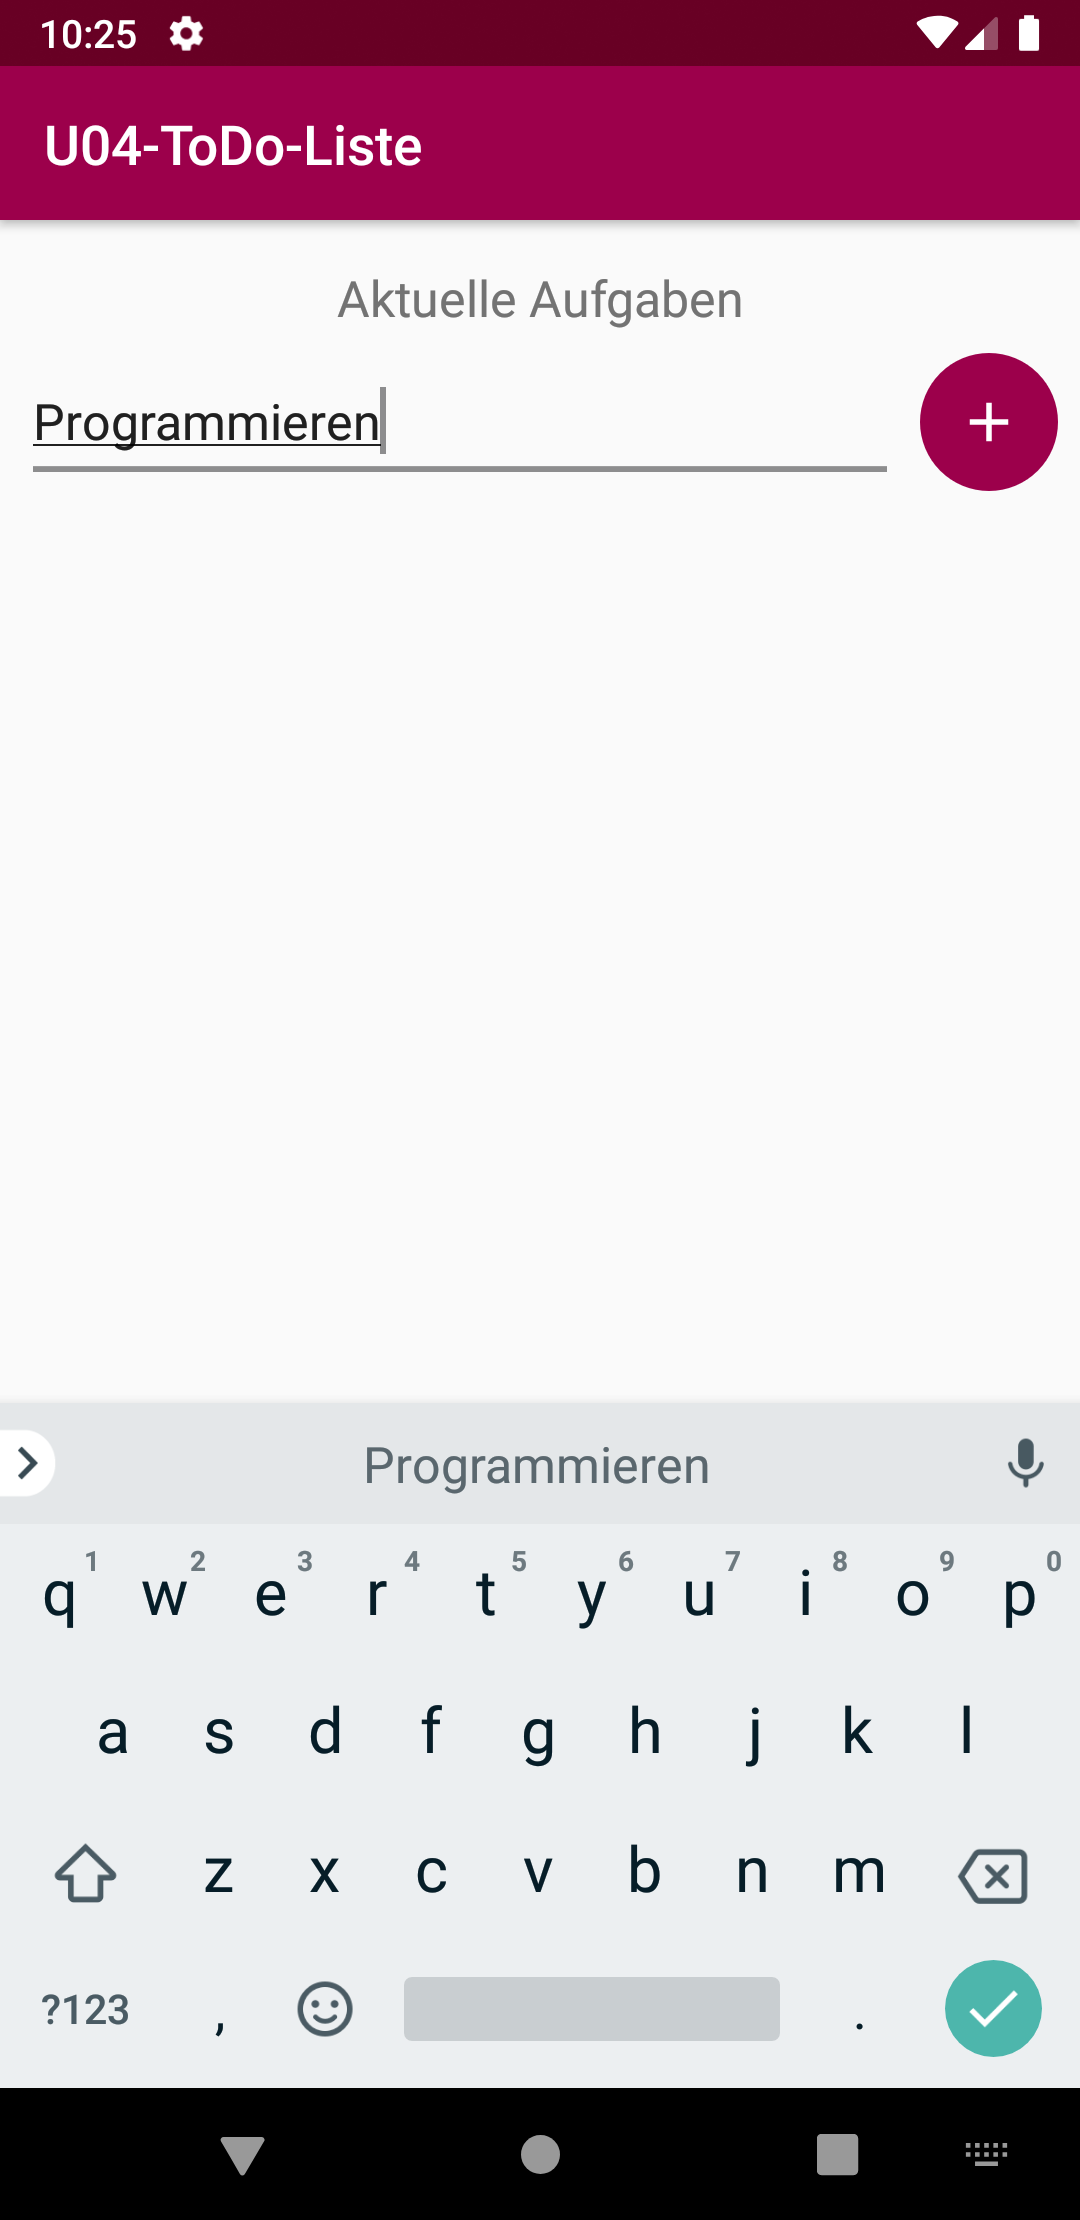 10:25
U04-ToDo-Liste
Aktuelle Aufgaben
Programmieren
Programmieren
1 2 3 4 5 6 7 8 9 0
q w e r t y u i o p
a s d f g h j k l
z x c v b n m
?123 , .